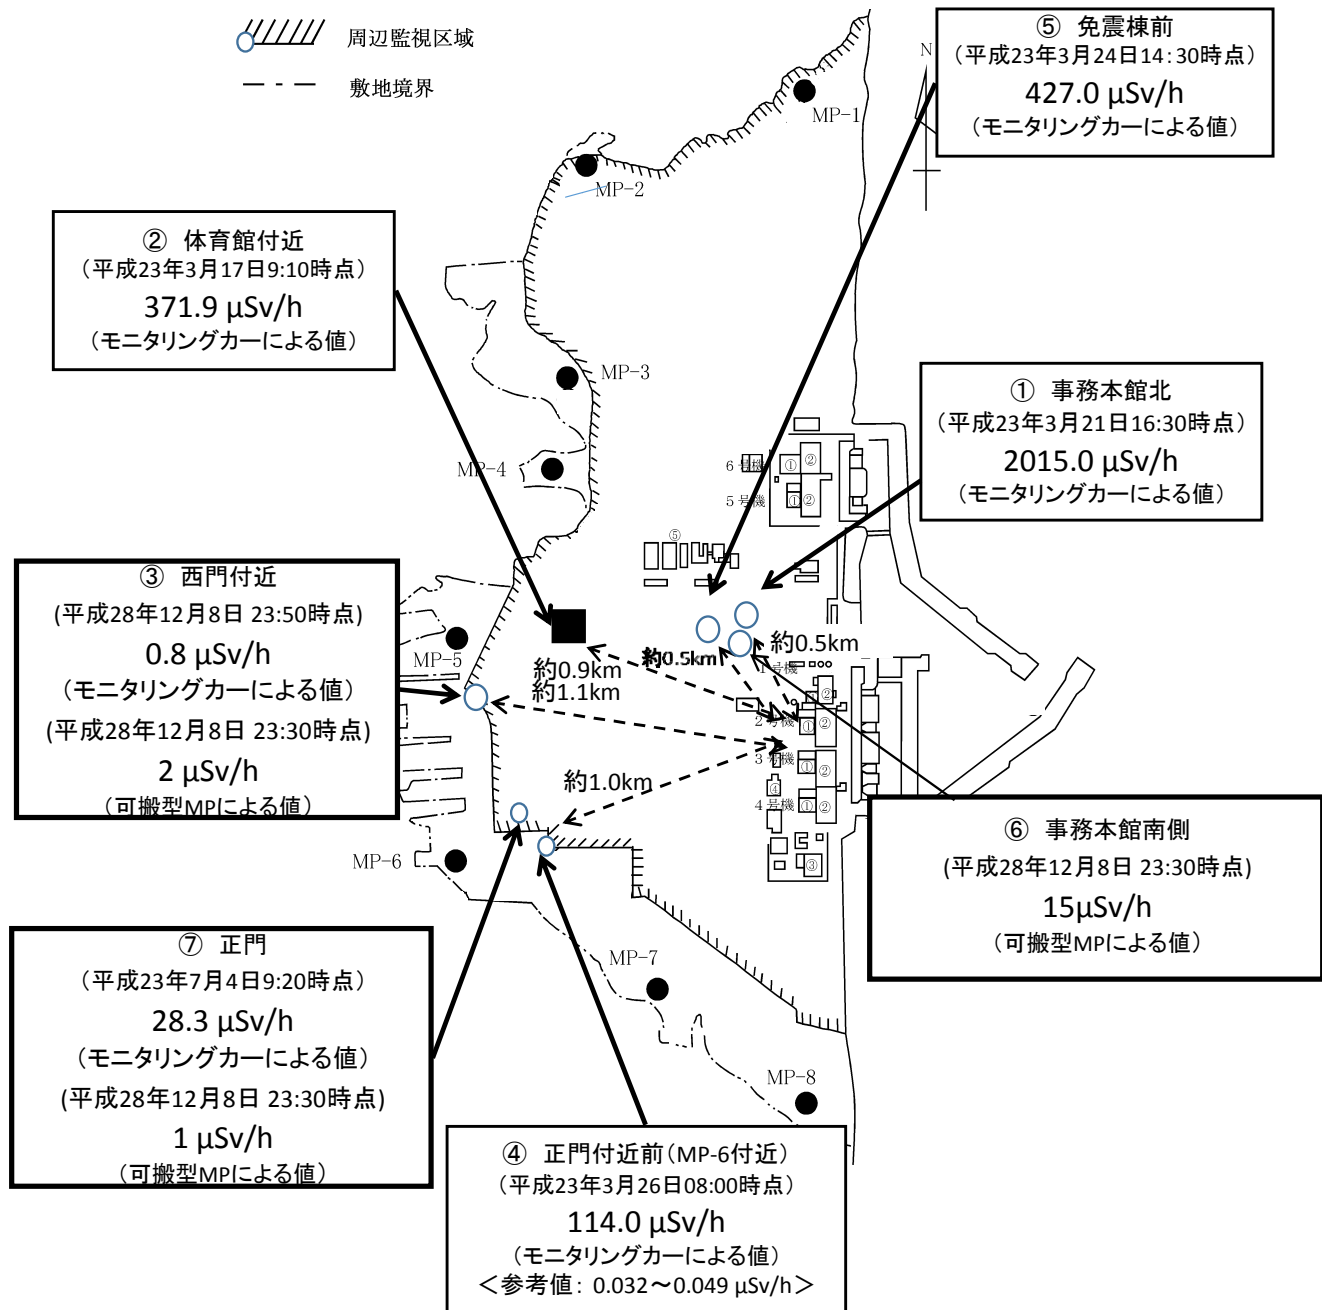 周辺監視区域
敷地境界
⑤ 免震棟前
(平成23年3月24日14:30時点)
427.0 μSv/h
(モニタリングカーによる値)
N
MP-1
MP-2
② 体育館付近
(平成23年3月17日9:10時点)
371.9 μSv/h
(モニタリングカーによる値)
MP-3
MP-4
① 事務本館北
(平成23年3月21日16:30時点)
2015.0 μSv/h
(モニタリングカーによる値)
6号機
① ②
5号機
① ②
⑤
③ 西門付近
(平成28年12月8日 23:50時点)
0.8 μSv/h
(モニタリングカーによる値)
(平成28年12月8日 23:30時点)
2 μSv/h
(可搬型MPによる値)
MP-5
約0.9km
約1.1km
約0.5km
約0.5km
1号機
②
2号機
① ②
3号機
① ②
④
4号機
① ②
③
約1.0km
MP-6
⑥ 事務本館南側
(平成28年12月8日 23:30時点)
15μSv/h
(可搬型MPによる値)
⑦ 正門
(平成23年7月4日9:20時点)
28.3 μSv/h
(モニタリングカーによる値)
(平成28年12月8日 23:30時点)
1 μSv/h
(可搬型MPによる値)
MP-7
MP-8
④ 正門付近前(MP-6付近)
(平成23年3月26日08:00時点)
114.0 μSv/h
(モニタリングカーによる値)
<参考値: 0.032~0.049 μSv/h>